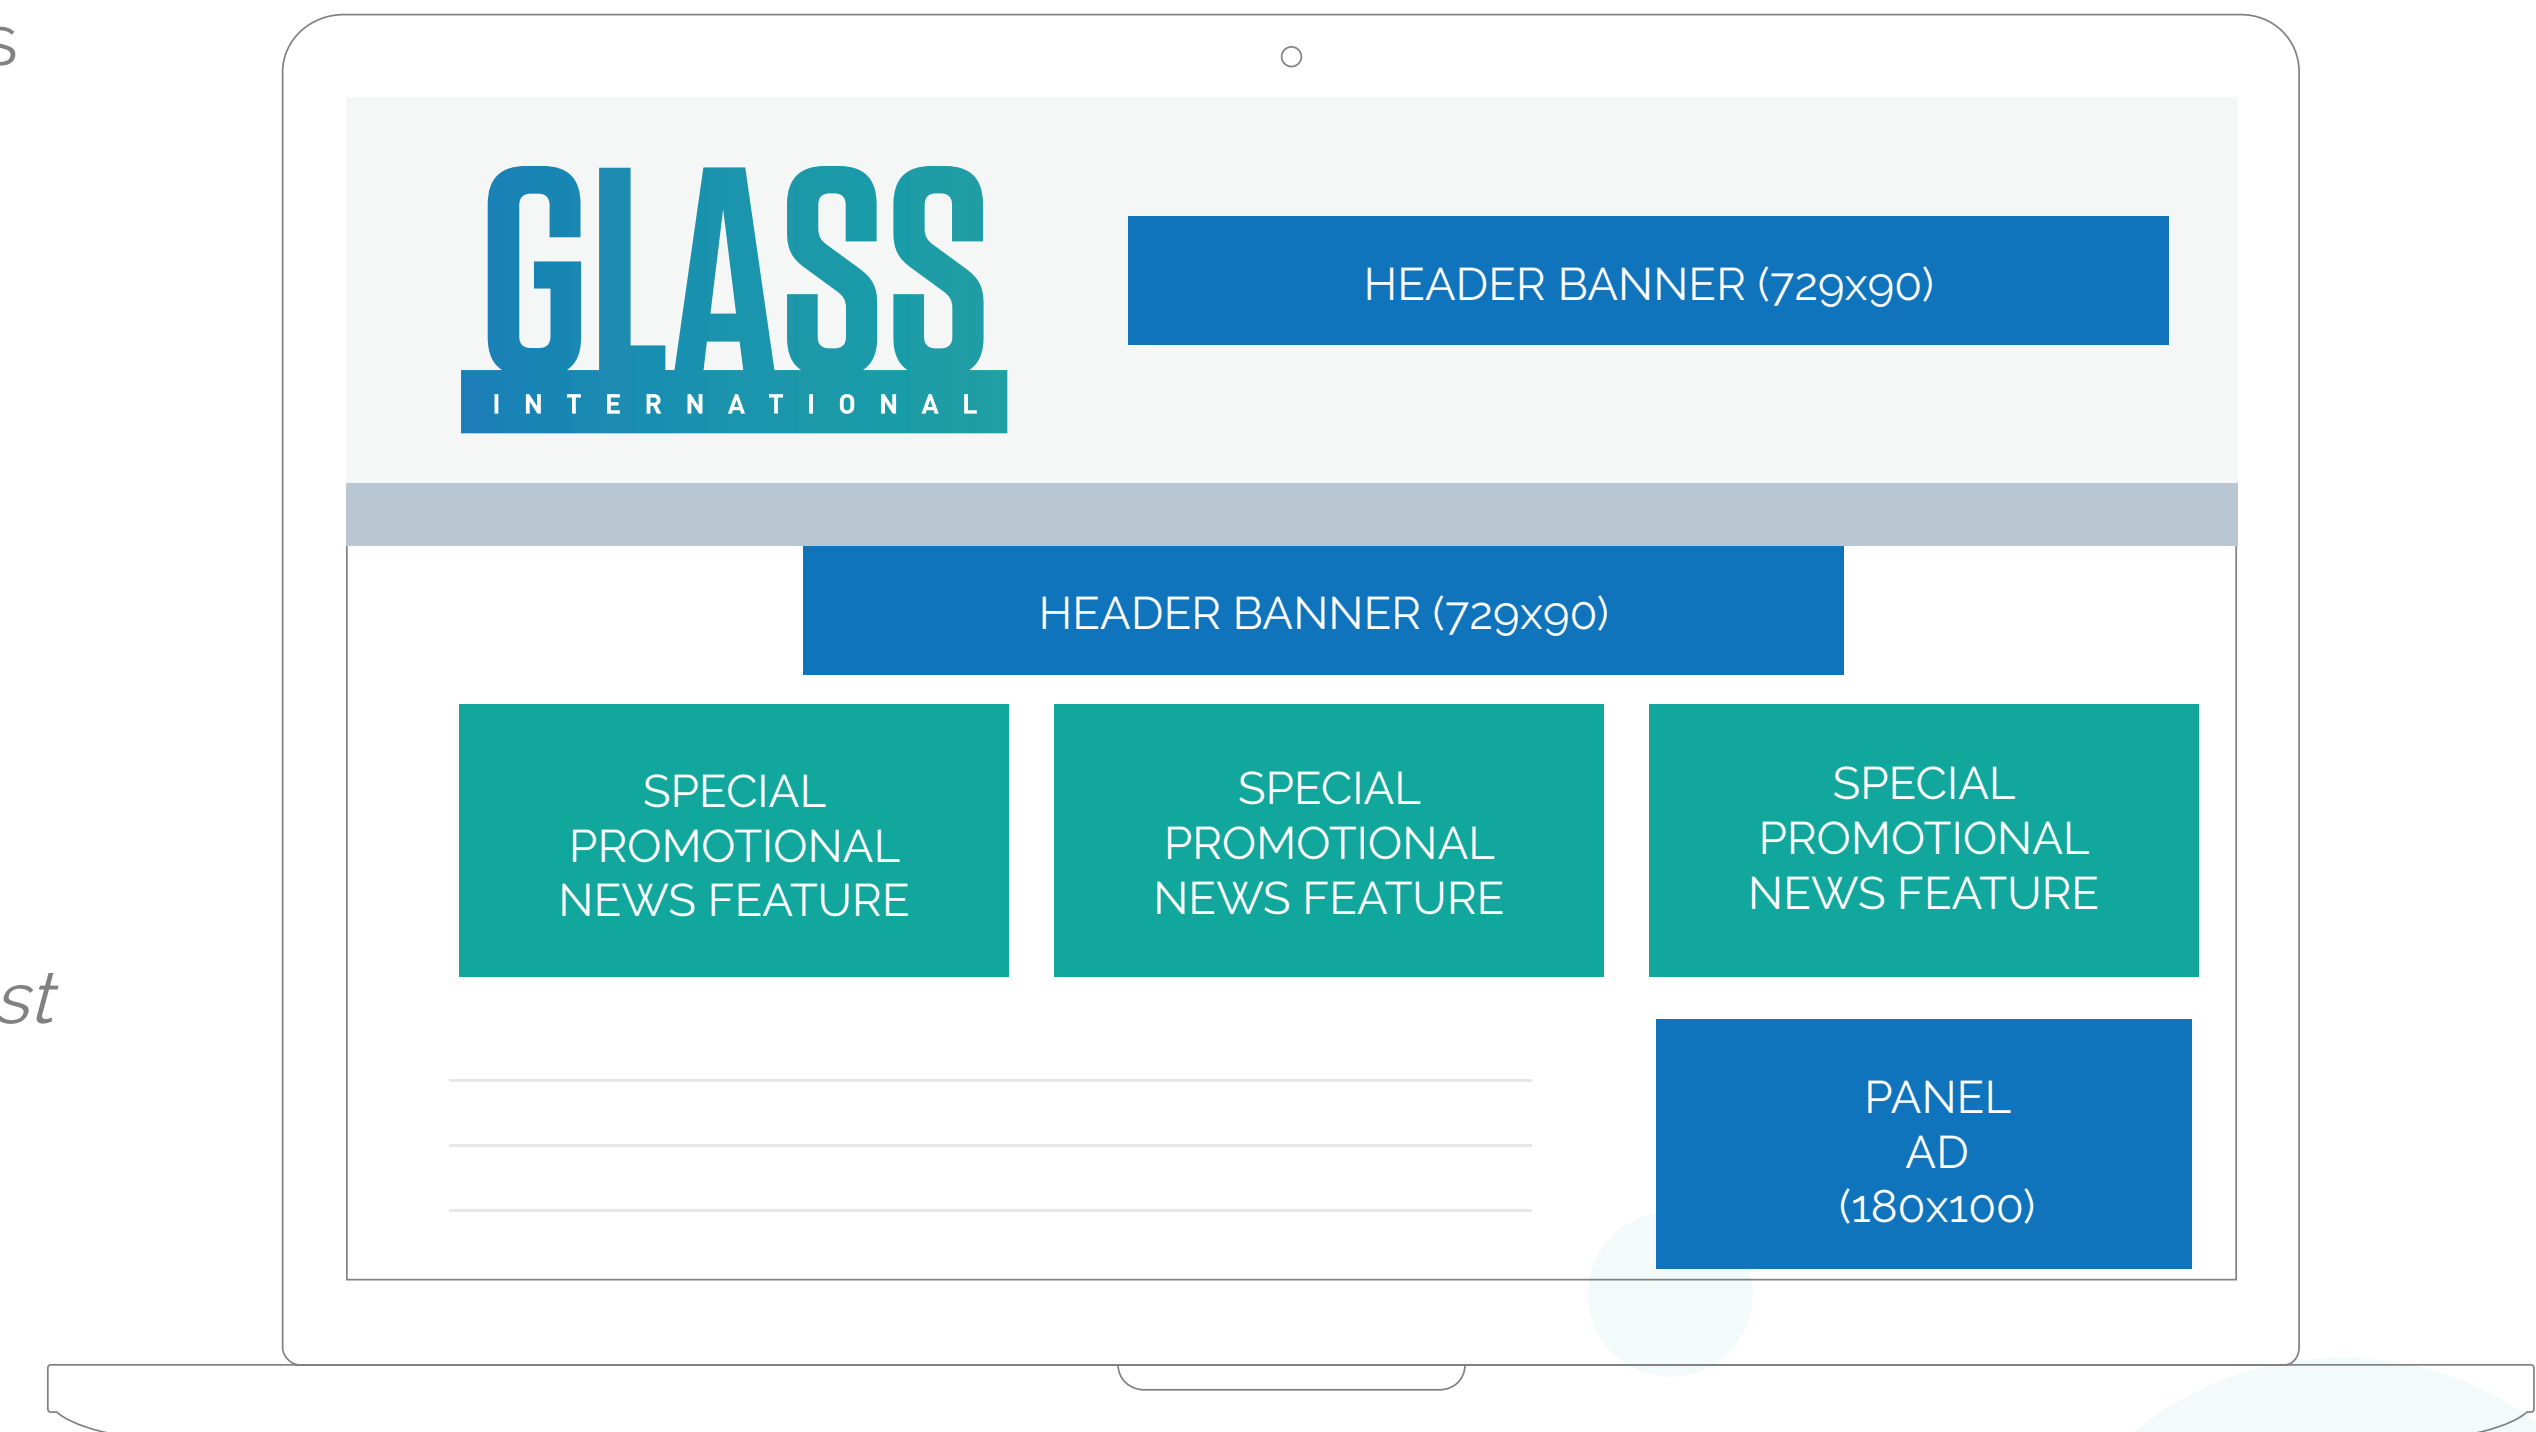 s
GLASS
INTERNATIONAL
HEADER BANNER (729x90)
HEADER BANNER (729x90)
SPECIAL
PROMOTIONAL
NEWS FEATURE
SPECIAL
PROMOTIONAL
NEWS FEATURE
SPECIAL
PROMOTIONAL
NEWS FEATURE
st
PANEL
AD
(180x100)